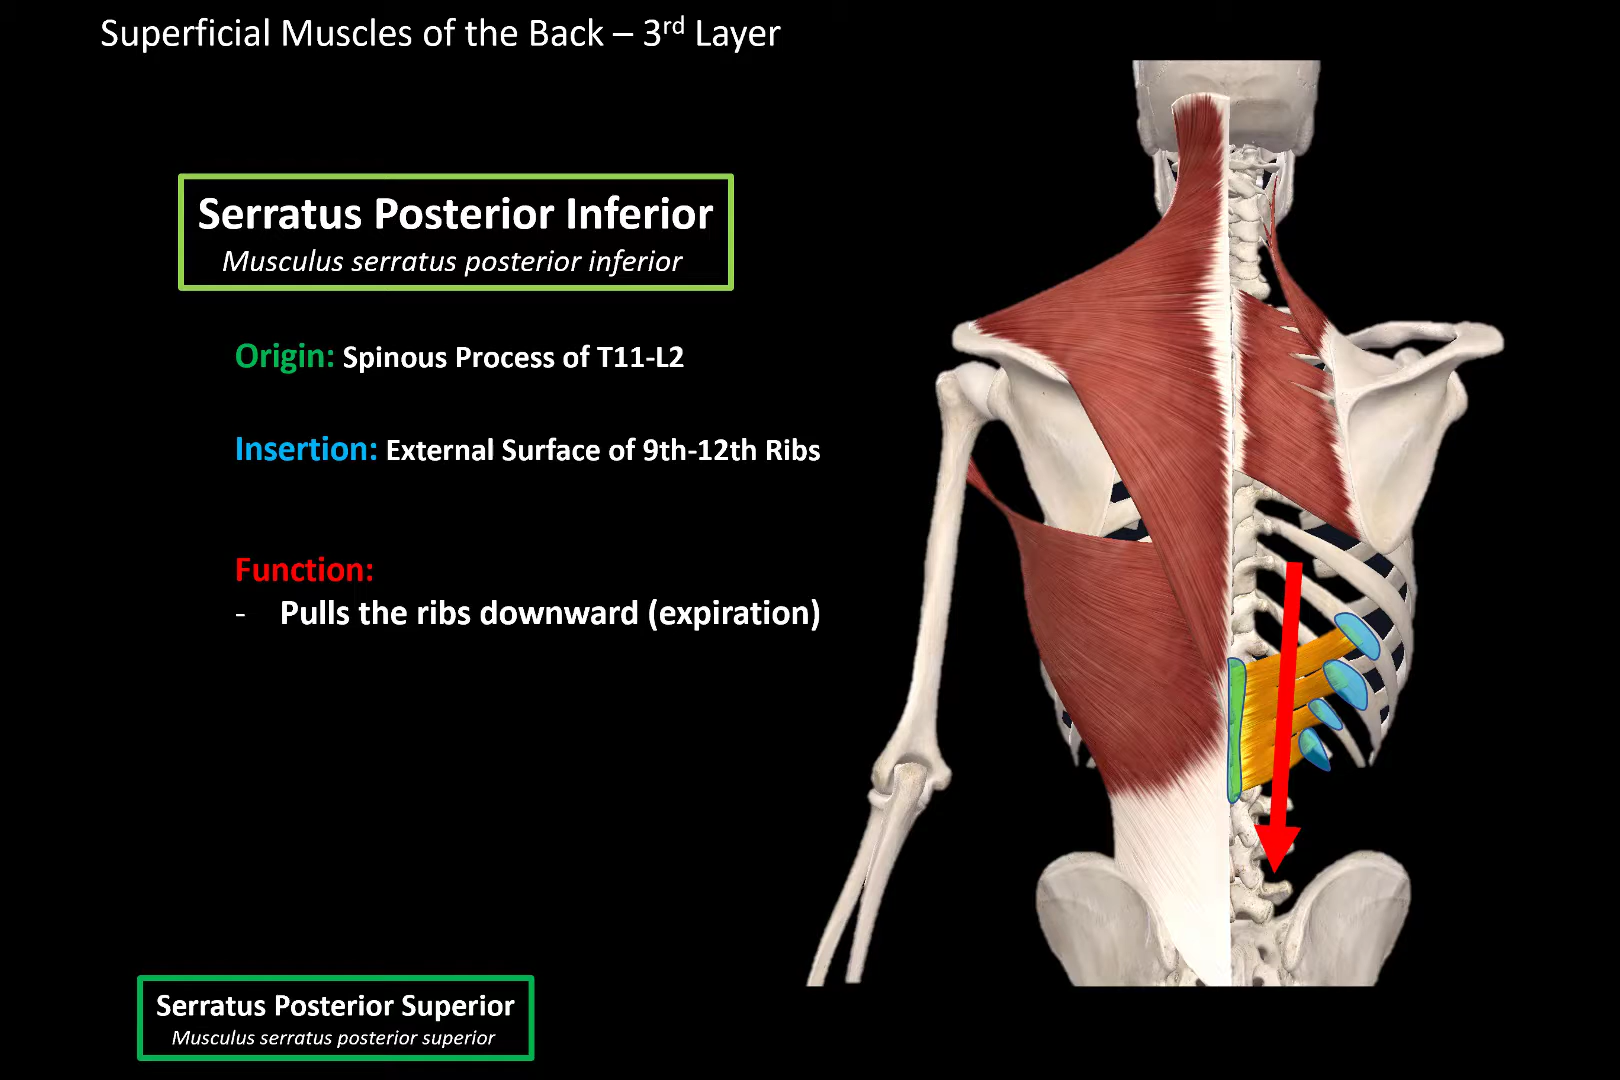 Superficial Muscles of the Back – 3rd Layer
Serratus Posterior Inferior
Musculus serratus posterior inferior
Origin: Spinous Process of T11-L2
Insertion: External Surface of 9th-12th Ribs
Function:
- Pulls the ribs downward (expiration)
Serratus Posterior Superior
Musculus serratus posterior superior